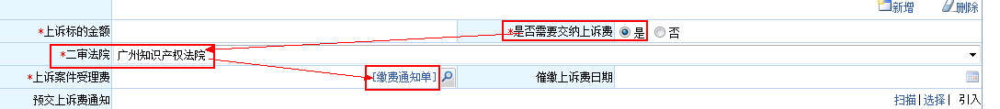 新增 删除
*上诉标的金额 *是否需要交纳上诉费 是 否
*二审法院 广州知识产权法院
*上诉案件受理费 [缴费通知单] 催缴上诉费日期
预交上诉费通知 扫描|选择| 引入